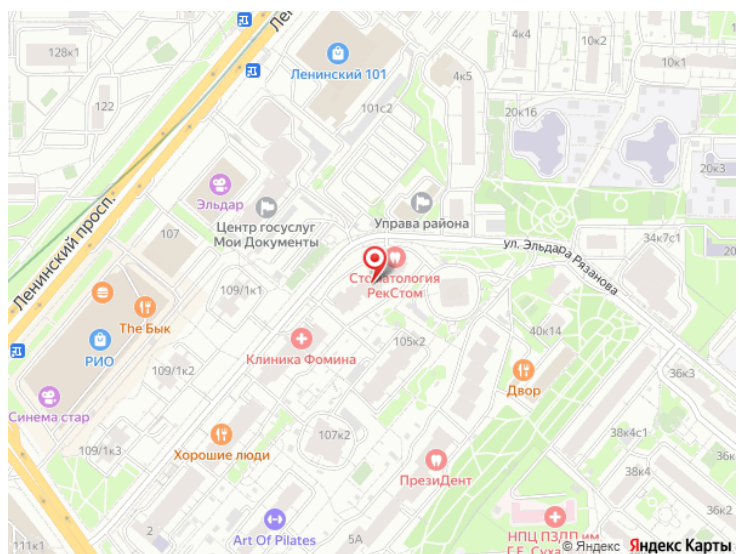 128к1
122
Ленинский 101
101с2
4к5
10к2
10к1
20к16
20к3
Ленинский просп.
Эльдар
107
Центр госуслуг
Мои Документы
Управа района
ул. Эльдара Рязанова
34к7с1
Стоматология
РекСтом
109/1к1
The Бык
РИО
Клиника Фомина
105к2
40к14
36к3
109/1к2
Двор
Синема стар
38к4с1
38к4
109/1к3
107к2
Хорошие люди
ПрезиДент
2
Art Of Pilates
5А
111к1
НПЦ ПЗДП им
Г.Е. Суха
© Яндекс Яндекс Карты